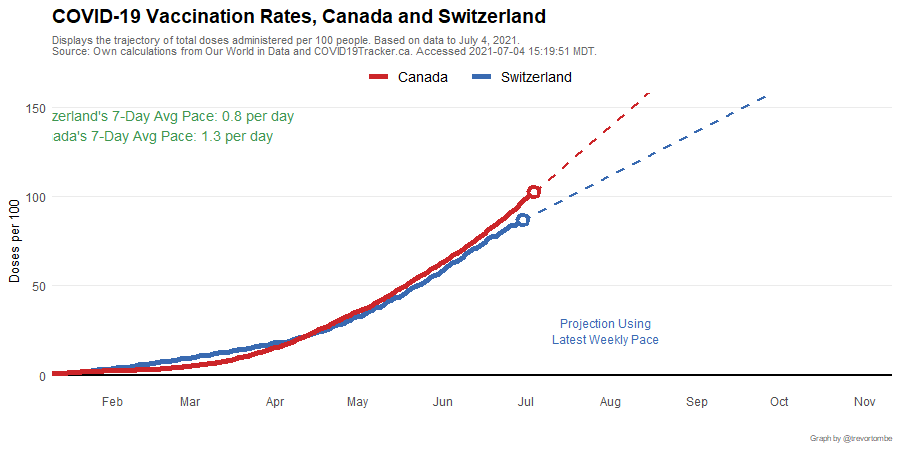 COVID-19 Vaccination Rates, Canada and Switzerland
Displays the trajectory of total doses administered per 100 people. Based on data to July 4, 2021.
Source: Own calculations from Our World in Data and COVID19Tracker.ca. Accessed 2021-07-04 15:19:51 MDT.
Canada Switzerland
zerland's 7-Day Avg Pace: 0.8 per day
ada's 7-Day Avg Pace: 1.3 per day
Doses per 100
150
100
50
0
Projection Using
Latest Weekly Pace
Feb Mar Apr May Jun Jul Aug Sep Oct Nov
Graph by @trevortombe